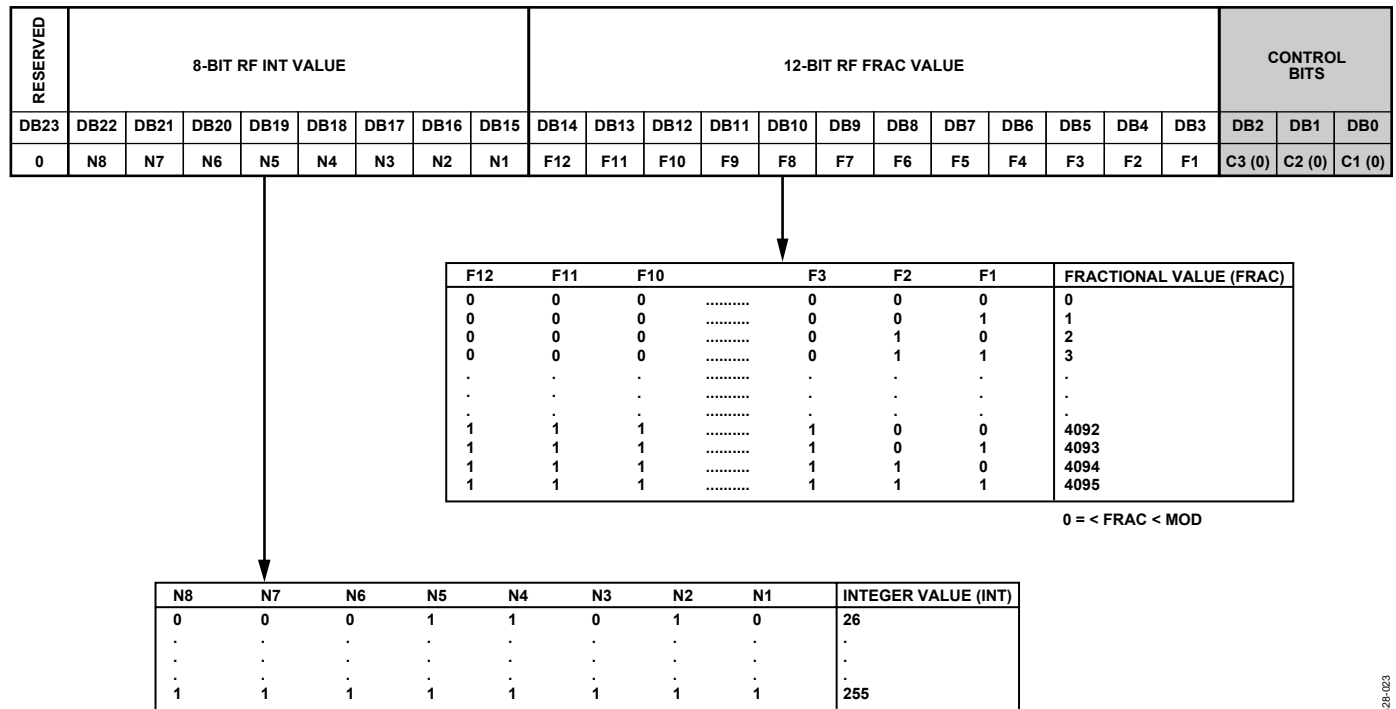 RESERVED
8-BIT RF INT VALUE
12-BIT RF FRAC VALUE
CONTROL
BITS
DB23 DB22 DB21 DB20 DB19 DB18 DB17 DB16 DB15 DB14 DB13 DB12 DB11 DB10 DB9 DB8 DB7 DB6 DB5 DB4 DB3 DB2 DB1 DB0
0 N8 N7 N6 N5 N4 N3 N2 N1 F12 F11 F10 F9 F8 F7 F6 F5 F4 F3 F2 F1 C3 (0) C2 (0) C1 (0)
F12 F11 F10 F3 F2 F1 FRACTIONAL VALUE (FRAC)
0 0 0 .......... 0 0 0 0
0 0 0 .......... 0 0 1 1
0 0 0 .......... 0 1 0 2
0 0 0 .......... 0 1 1 3
. . . .......... . . . .
. . . .......... . . . .
. . . .......... . . . .
1 1 1 .......... 1 0 0 4092
1 1 1 .......... 1 0 1 4093
1 1 1 .......... 1 1 0 4094
1 1 1 .......... 1 1 1 4095
0 = < FRAC < MOD
N8 N7 N6 N5 N4 N3 N2 N1 INTEGER VALUE (INT)
0 0 0 1 1 0 1 0 26
. . . . . . . . .
. . . . . . . . .
. . . . . . . . .
1 1 1 1 1 1 1 1 255
28-023